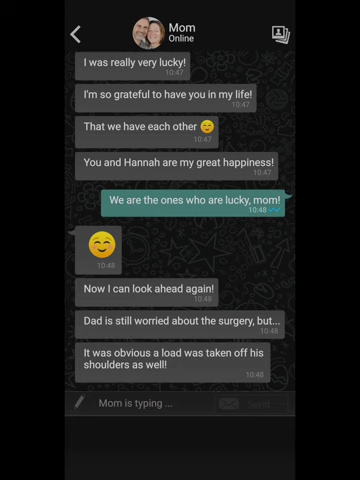 Mom
Online
I was really very lucky!
10:47
I'm so grateful to have you in my life!
10:47
That we have each other
10:47
You and Hannah are my great happiness!
10:47
We are the ones who are lucky, mom!
10:48
10:48
Now I can look ahead again!
10:48
Dad is still worried about the surgery, but...
10:48
It was obvious a load was taken off his
shoulders as well!
10:48
Mom is typing ...
Send